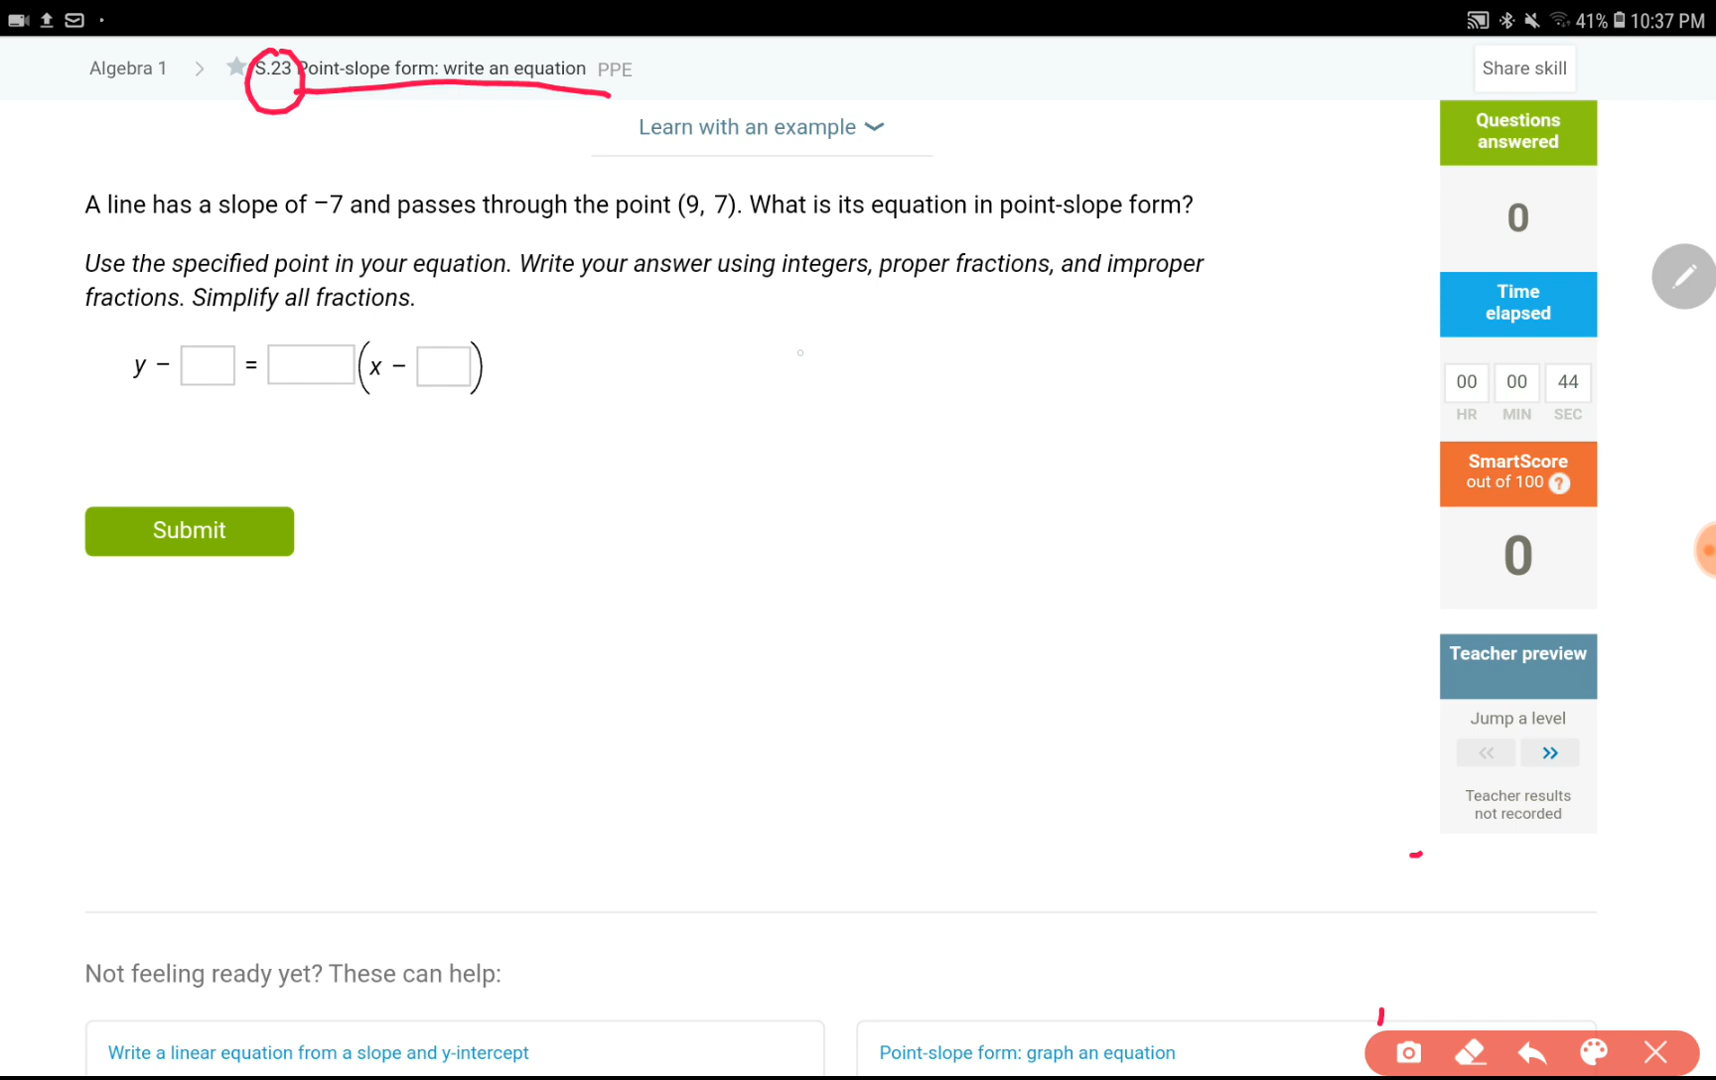 41% 10:37 PM
Algebra 1 > S.23 Point-slope form: write an equation PPE
Share skill
Learn with an example
Questions answered
0
A line has a slope of −7 and passes through the point (9, 7). What is its equation in point-slope form?
Use the specified point in your equation. Write your answer using integers, proper fractions, and improper
fractions. Simplify all fractions.
y − = (x − )
Time elapsed
00 00 44
HR MIN SEC
SmartScore
out of 100 ?
0
Submit
Teacher preview
Jump a level
<< >>
Teacher results
not recorded
Not feeling ready yet? These can help:
Write a linear equation from a slope and y-intercept
Point-slope form: graph an equation